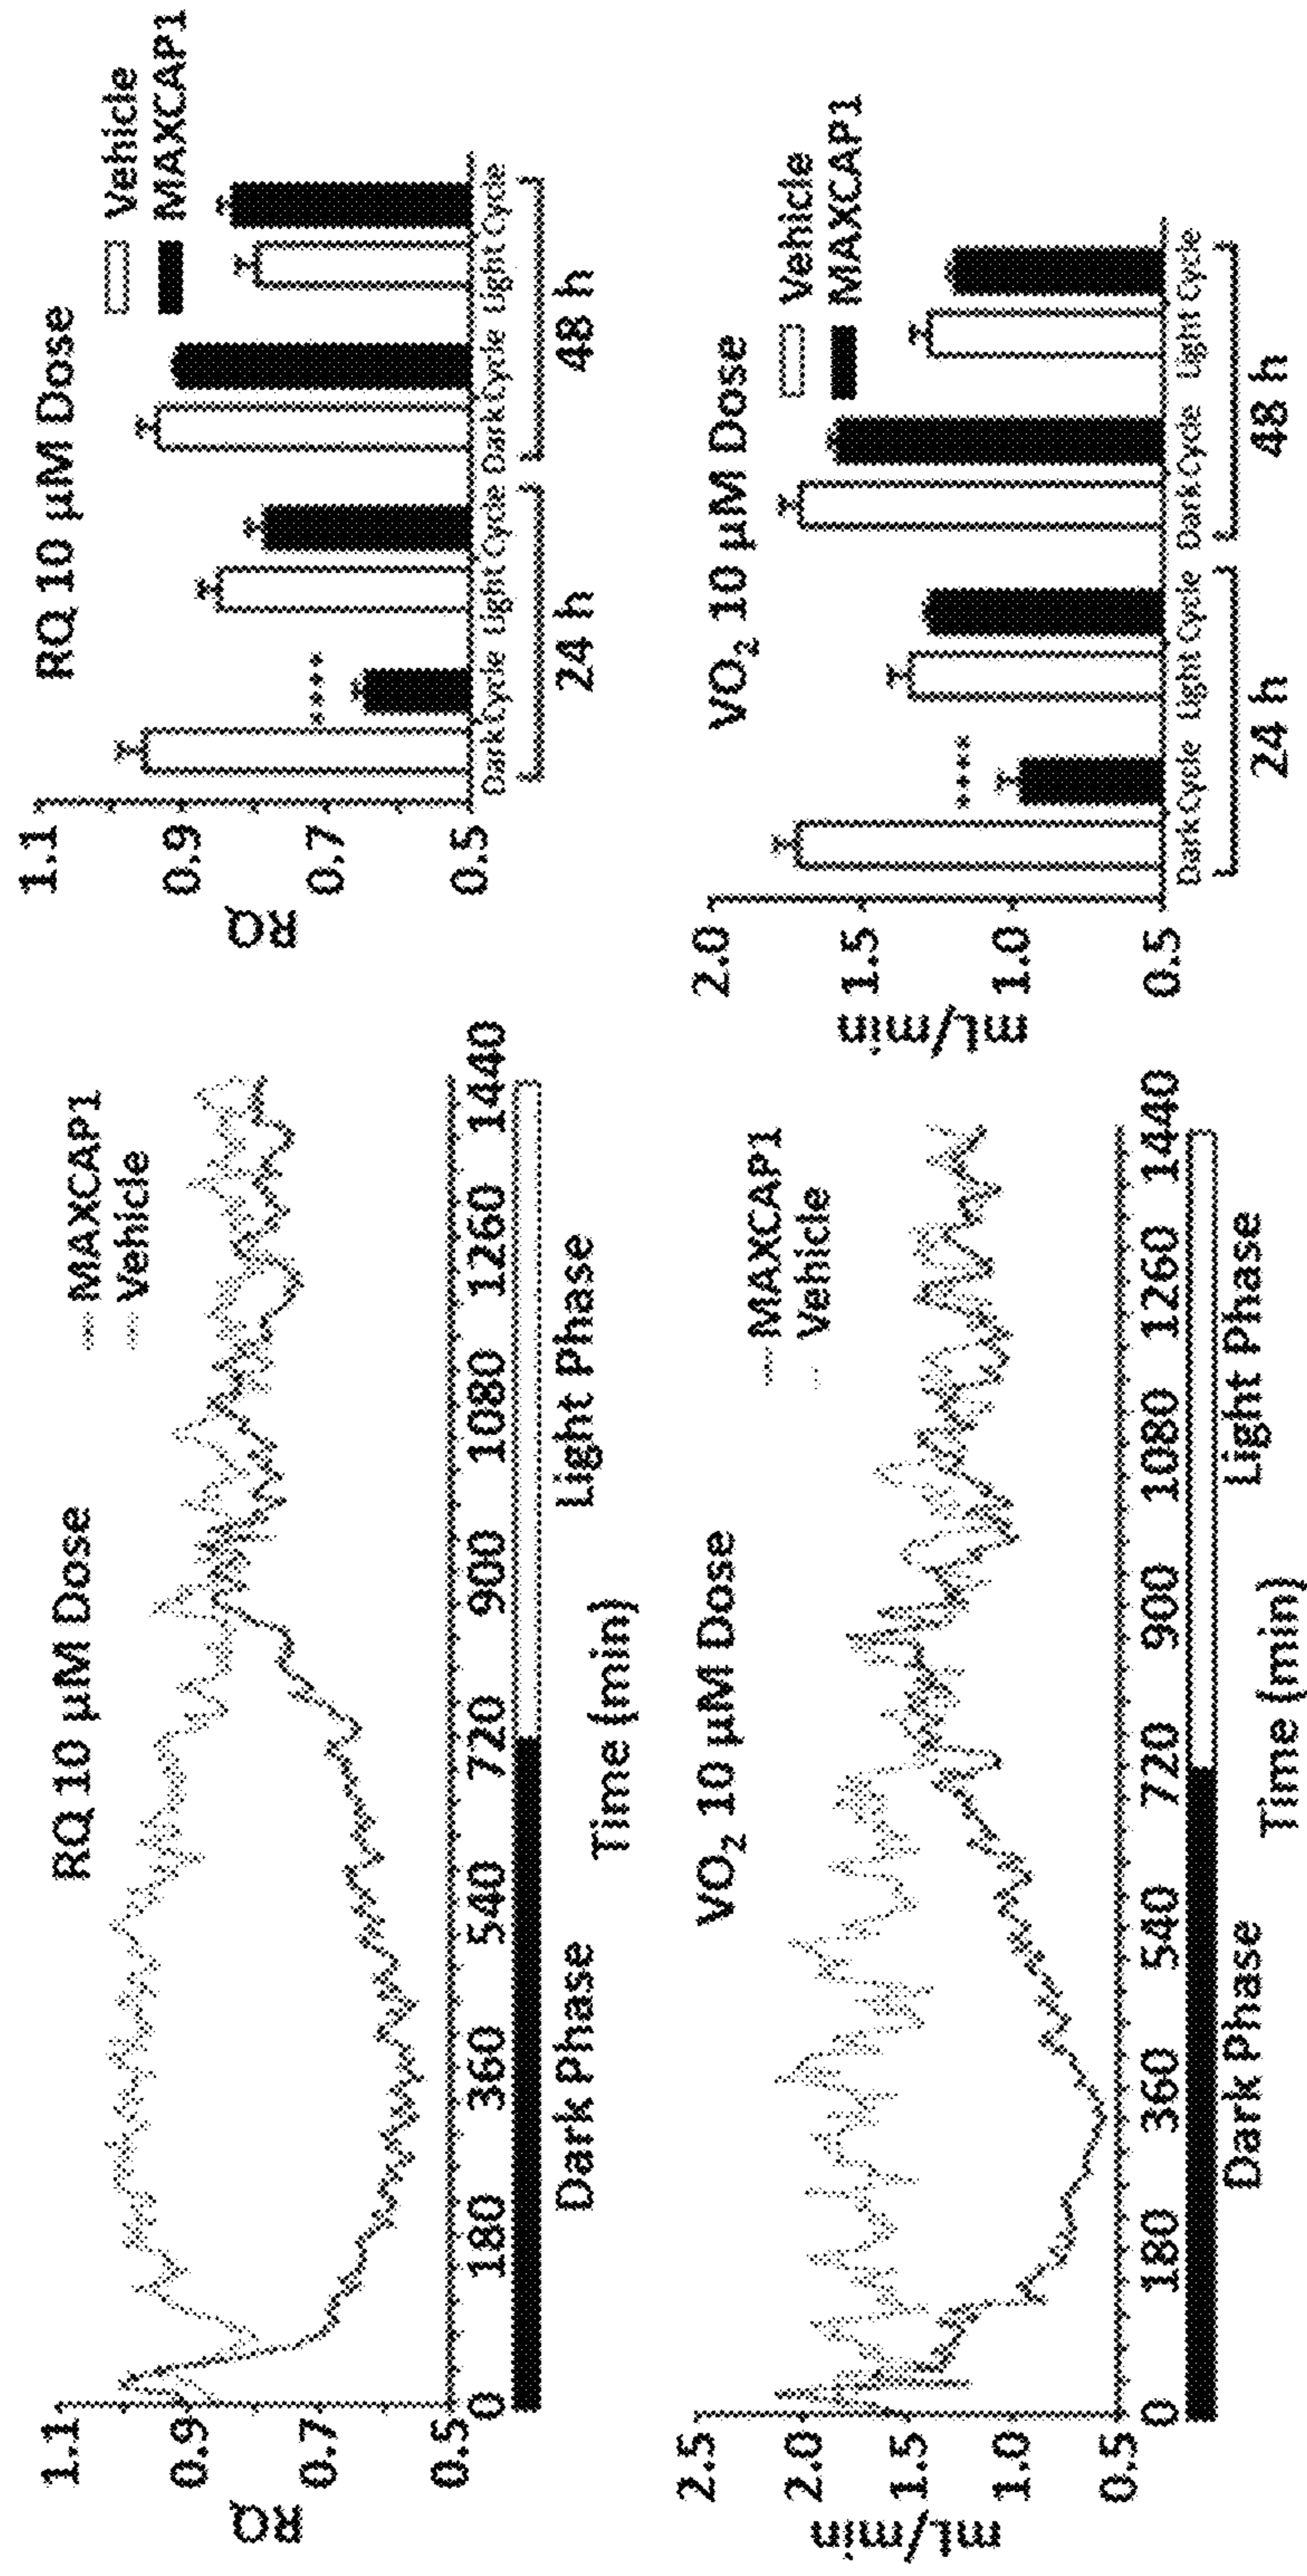 RQ 10 µM Dose
MAXCAP1
Vehicle
RQ
1.1
0.9
0.7
0.5
0 180 360 540 720 900 1080 1260 1440
Dark Phase Light Phase
Time (min)
RQ 10 µM Dose
Vehicle
MAXCAP1
RQ
1.1
0.9
0.7
0.5
****
Dark Cycle Light Cycle Dark Cycle Light Cycle
24 h 48 h
VO₂ 10 µM Dose
MAXCAP1
Vehicle
mL/min
2.5
2.0
1.5
1.0
0.5
0 180 360 540 720 900 1080 1260 1440
Dark Phase Light Phase
Time (min)
VO₂ 10 µM Dose
Vehicle
MAXCAP1
mL/min
2.0
1.5
1.0
0.5
****
Dark Cycle Light Cycle Dark Cycle Light Cycle
24 h 48 h